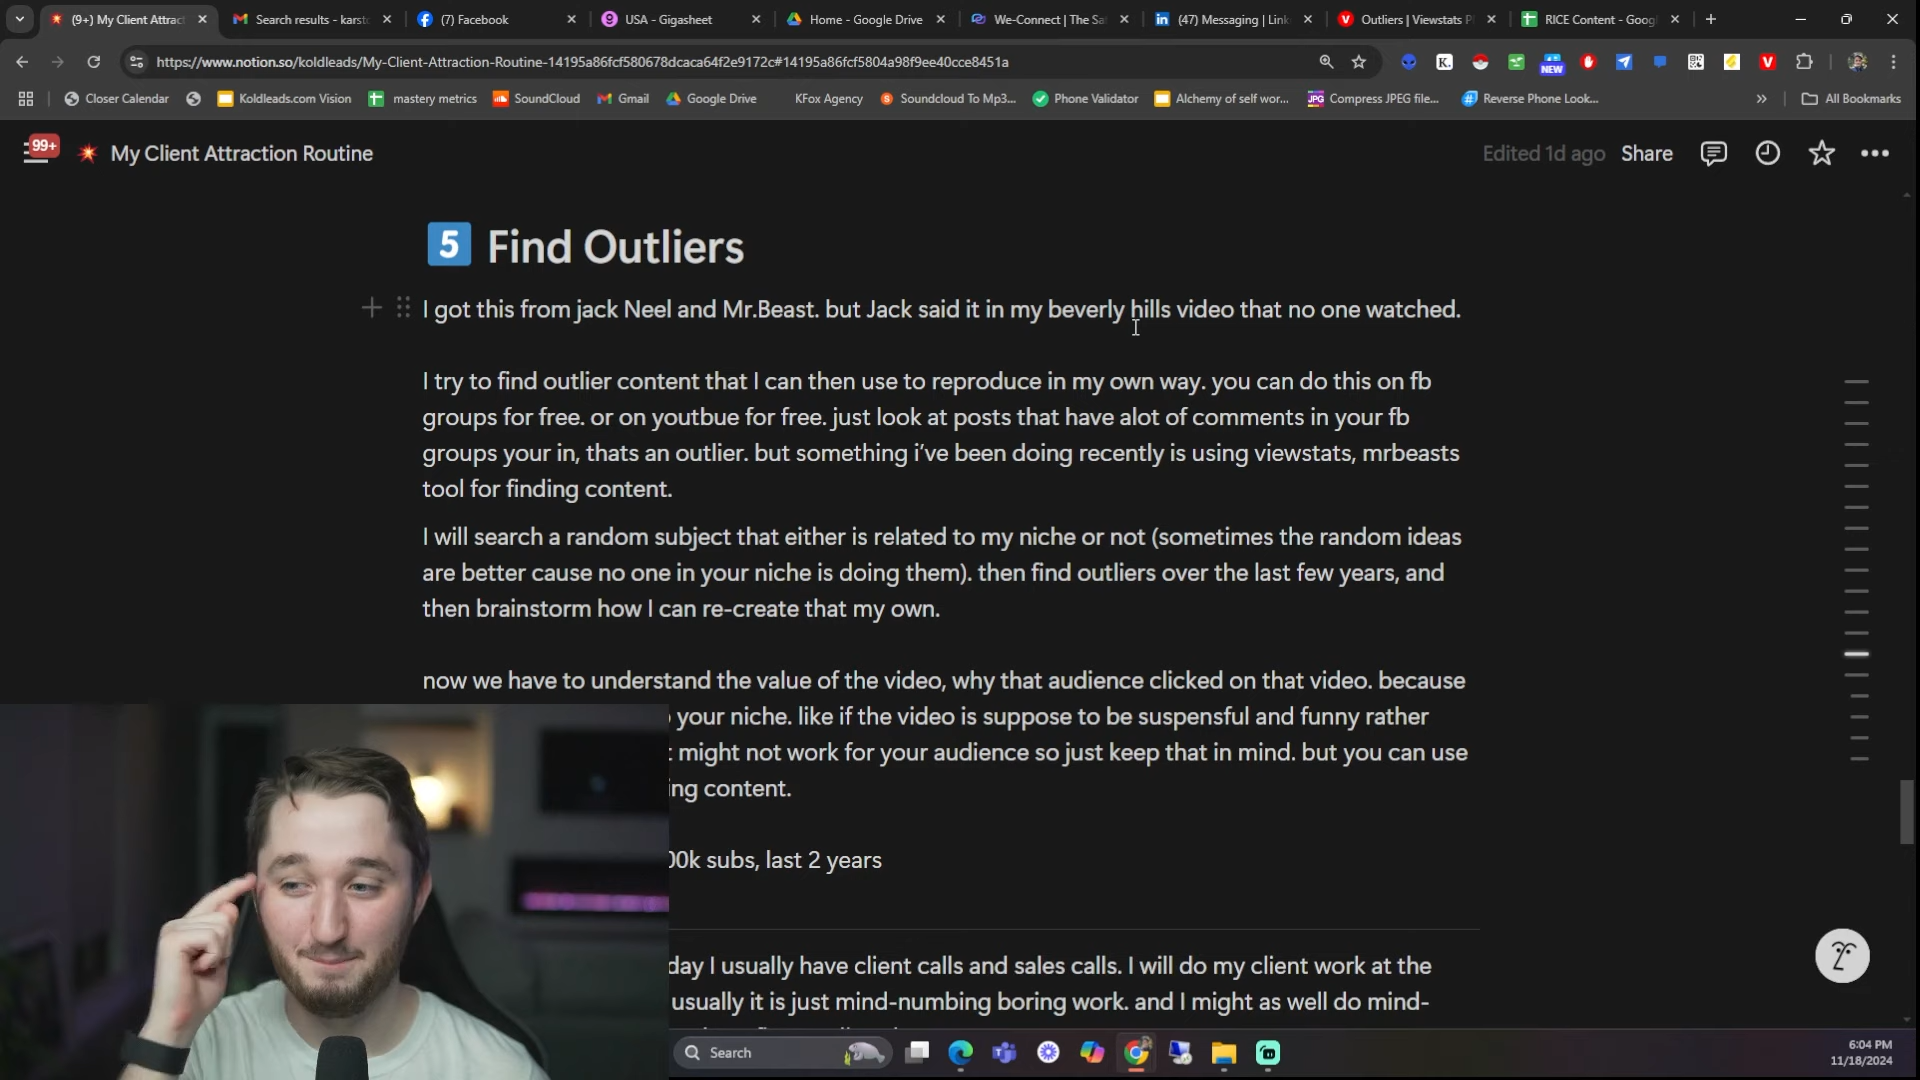 (9+) My Client Attrac
Search results - karst
(7) Facebook
USA - Gigasheet
Home - Google Drive
We-Connect | The Sa
(47) Messaging | Link
Outliers | Viewstats P
RICE Content - Goog
https://www.notion.so/koldleads/My-Client-Attraction-Routine-14195a86fcf580678dcaca64f2e9172c#14195a86fcf5804a98f9ee40cce8451a
K.
NEW
Closer Calendar
Koldleads.com Vision
mastery metrics
SoundCloud
Gmail
Google Drive
KFox Agency
Soundcloud To Mp3...
Phone Validator
Alchemy of self wor...
JPG
Compress JPEG file...
Reverse Phone Look...
All Bookmarks
99+
My Client Attraction Routine
Edited 1d ago
Share
5 Find Outliers
I got this from jack Neel and Mr.Beast. but Jack said it in my beverly hills video that no one watched.
I try to find outlier content that I can then use to reproduce in my own way. you can do this on fb
groups for free. or on youtbue for free. just look at posts that have alot of comments in your fb
groups your in, thats an outlier. but something i've been doing recently is using viewstats, mrbeasts
tool for finding content.
I will search a random subject that either is related to my niche or not (sometimes the random ideas
are better cause no one in your niche is doing them). then find outliers over the last few years, and
then brainstorm how I can re-create that my own.
now we have to understand the value of the video, why that audience clicked on that video. because
your niche. like if the video is suppose to be suspensful and funny rather
might not work for your audience so just keep that in mind. but you can use
ing content.
00k subs, last 2 years
day I usually have client calls and sales calls. I will do my client work at the
usually it is just mind-numbing boring work. and I might as well do mind-
Search
6:04 PM
11/18/2024